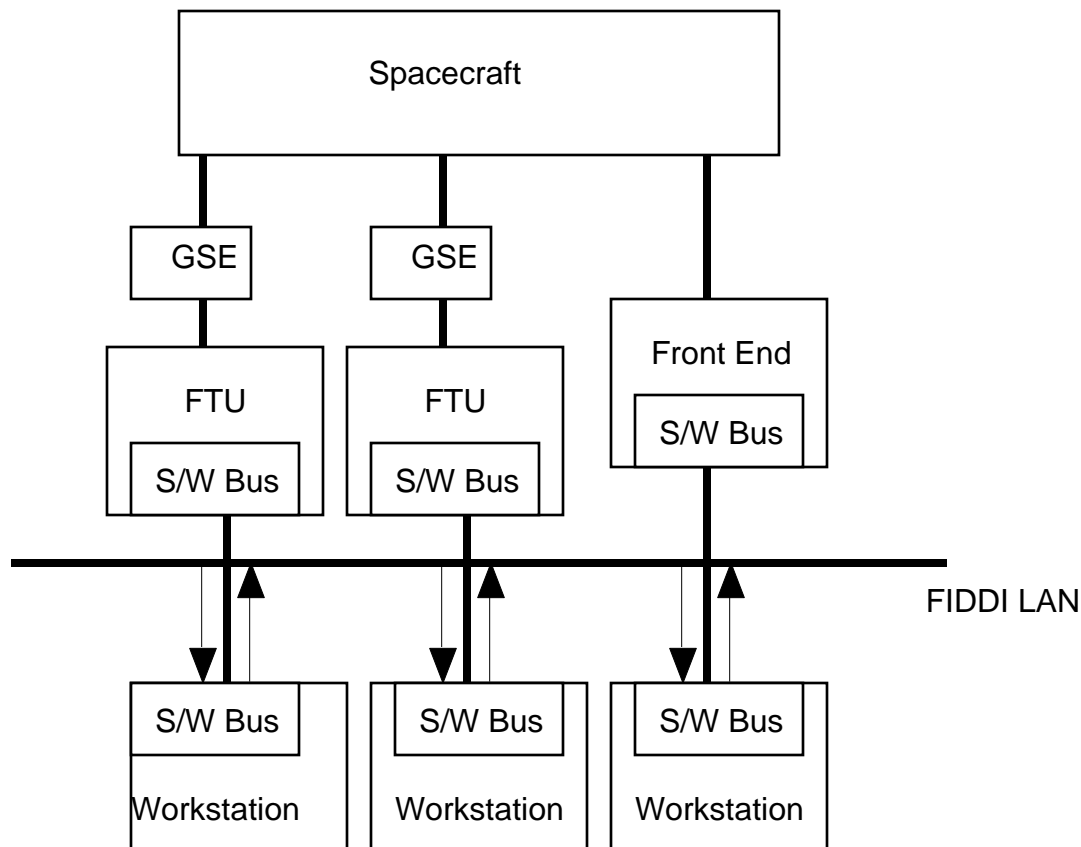 Spacecraft
GSE
GSE
Front End
FTU
FTU
S/W Bus
S/W Bus
S/W Bus
FIDDI LAN
S/W Bus
S/W Bus
S/W Bus
Workstation
Workstation
Workstation